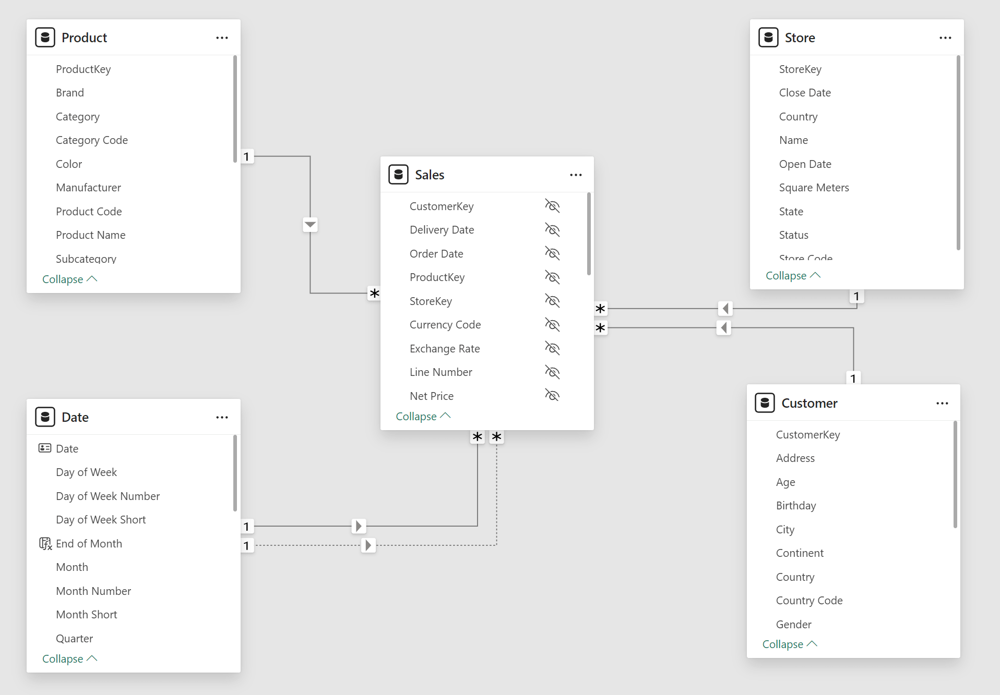 Product
ProductKey
Brand
Category
Category Code
Color
Manufacturer
Product Code
Product Name
Subcategory
Collapse
1
*
Sales
CustomerKey
Delivery Date
Order Date
ProductKey
StoreKey
Currency Code
Exchange Rate
Line Number
Net Price
Collapse
*
*
*
*
Store
StoreKey
Close Date
Country
Name
Open Date
Square Meters
State
Status
Store Code
Collapse
1
Date
Date
Day of Week
Day of Week Number
Day of Week Short
End of Month
Month
Month Number
Month Short
Quarter
Collapse
1
1
1
Customer
CustomerKey
Address
Age
Birthday
City
Continent
Country
Country Code
Gender
Collapse